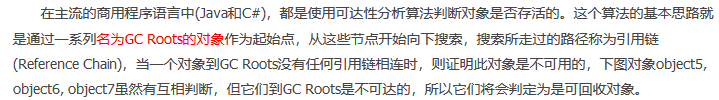 在主流的商用程序语言中(Java和C#)，都是使用可达性分析算法判断对象是否存活的。这个算法的基本思路就
是通过一系列名为GC Roots的对象作为起始点，从这些节点开始向下搜索，搜索所走过的路径称为引用链
(Reference Chain)，当一个对象到GC Roots没有任何引用链相连时，则证明此对象是不可用的，下图对象object5,
object6, object7虽然有互相判断，但它们到GC Roots是不可达的，所以它们将会判定为是可回收对象。